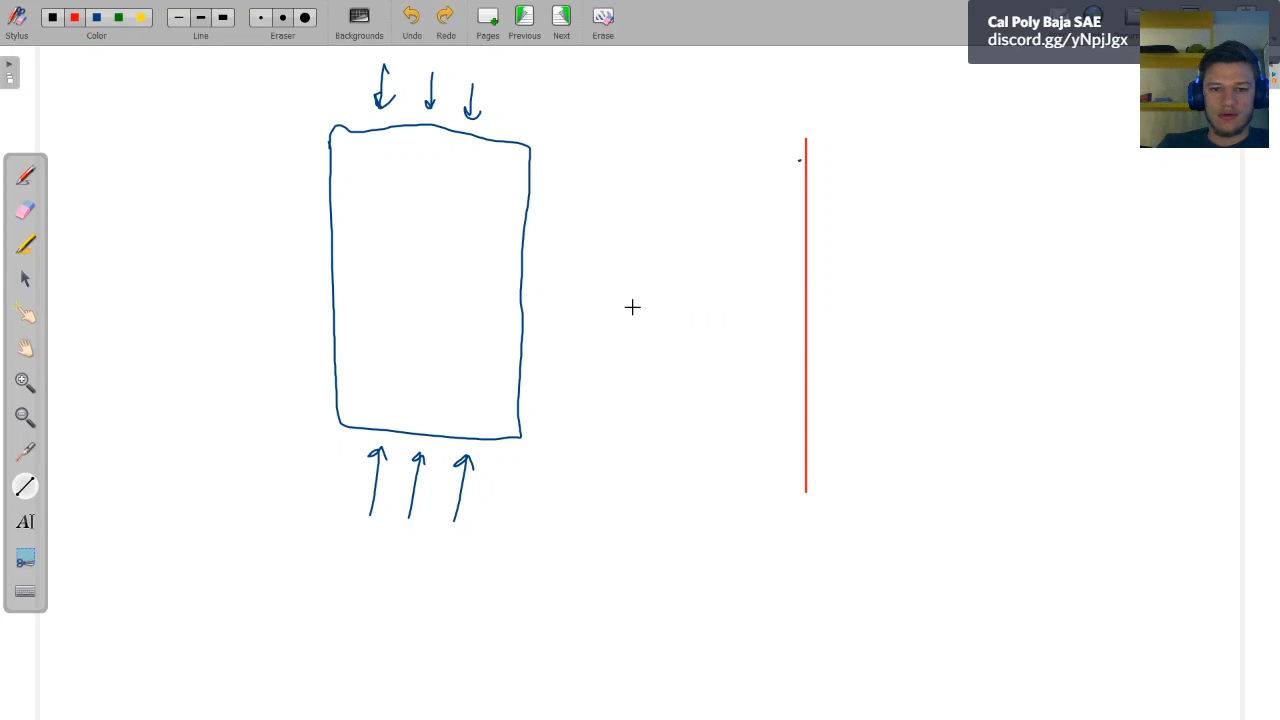 Stylus
Color
Line
Eraser
Backgrounds
Undo
Redo
Pages
Previous
Next
Erase
Cal Poly Baja SAE
discord.gg/yNpjJgx